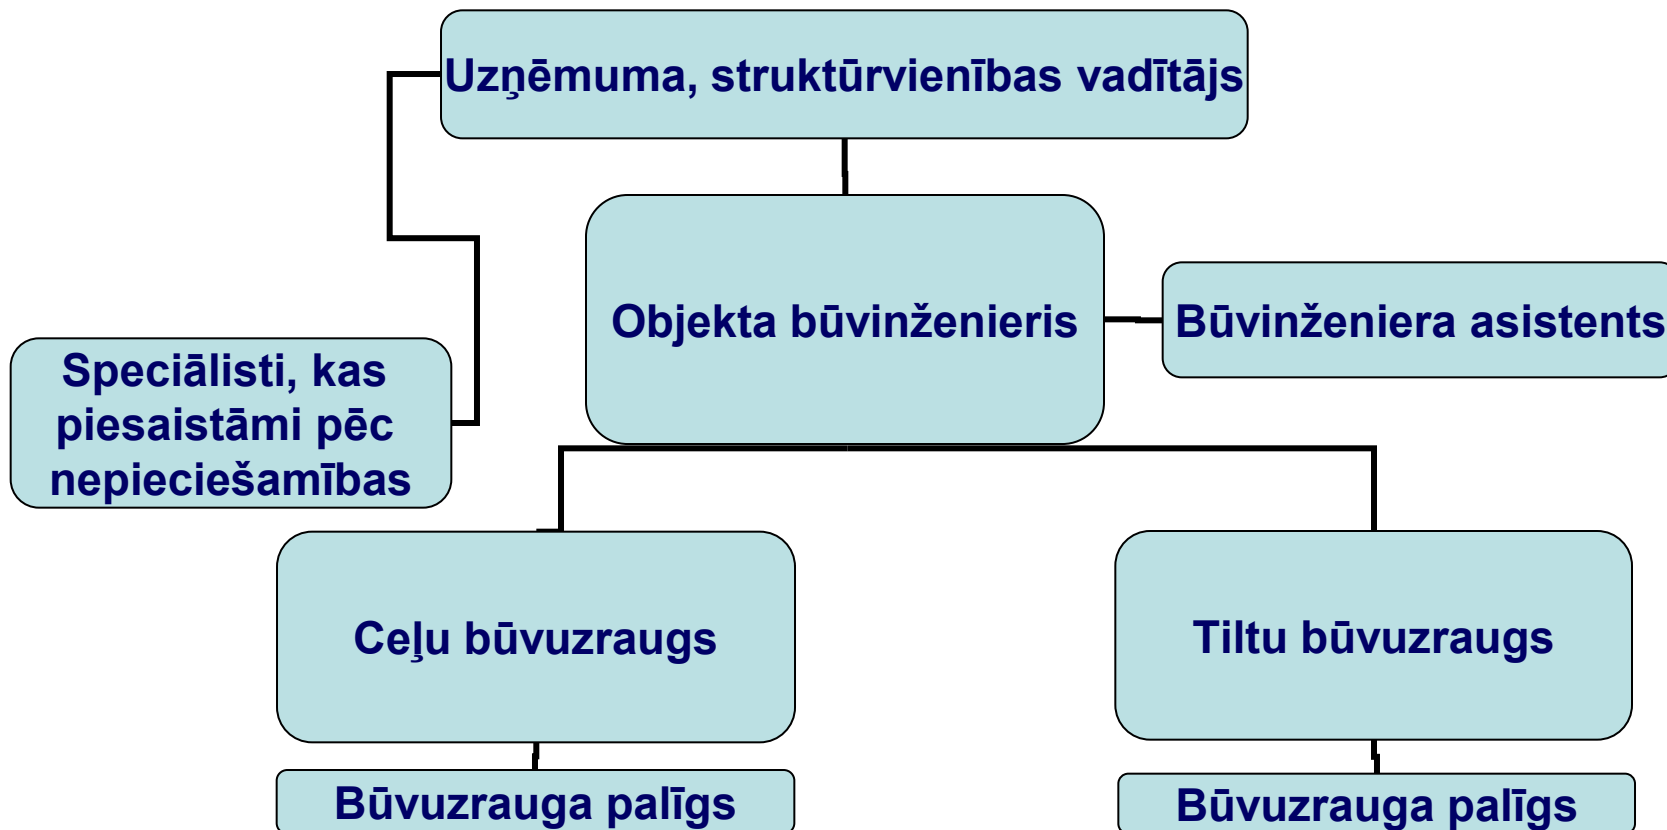 Uzņēmuma, struktūrvienības vadītājs
Objekta būvinženieris
Būvinženiera asistents
Speciālisti, kas
piesaistāmi pēc
nepieciešamības
Ceļu būvuzraugs
Tiltu būvuzraugs
Būvuzrauga palīgs
Būvuzrauga palīgs